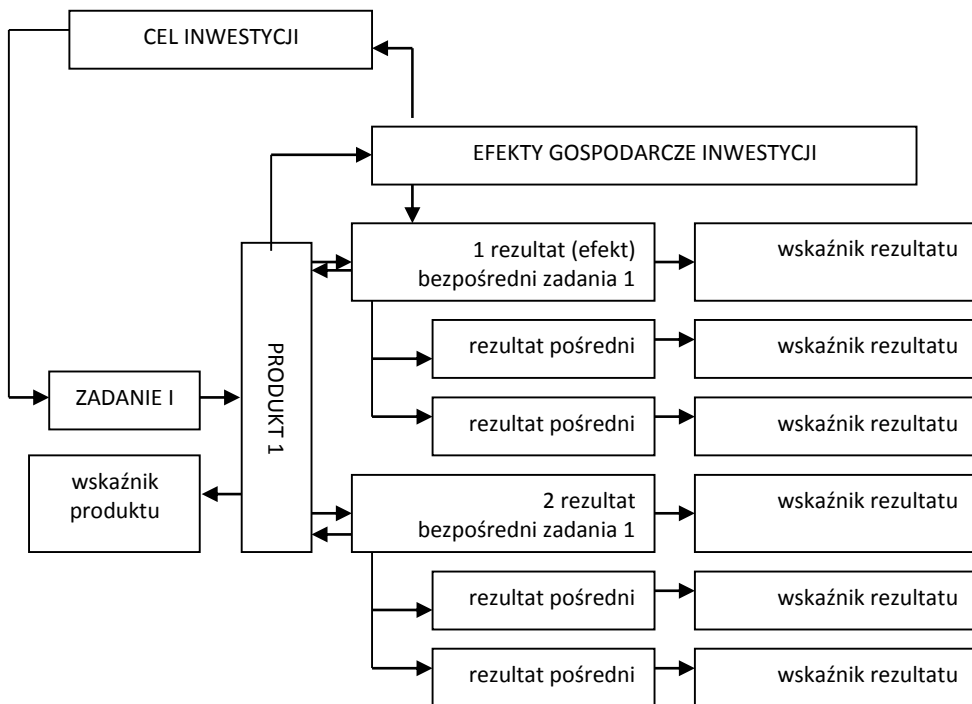 CEL INWESTYCJI
EFEKTY GOSPODARCZE INWESTYCJI
1 rezultat (efekt)
bezpośredni zadania 1
wskaźnik rezultatu
rezultat pośredni
wskaźnik rezultatu
ZADANIE I
PRODUKT 1
rezultat pośredni
wskaźnik rezultatu
wskaźnik
produktu
2 rezultat
bezpośredni zadania 1
wskaźnik rezultatu
rezultat pośredni
wskaźnik rezultatu
rezultat pośredni
wskaźnik rezultatu